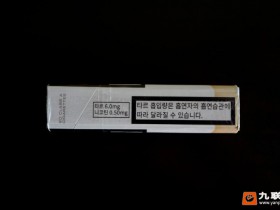 타르 6.0mg
니코틴 0.50mg
타르 흡입량은 흡연자의 흡연습관에
따라 달라질 수 있습니다.
九联